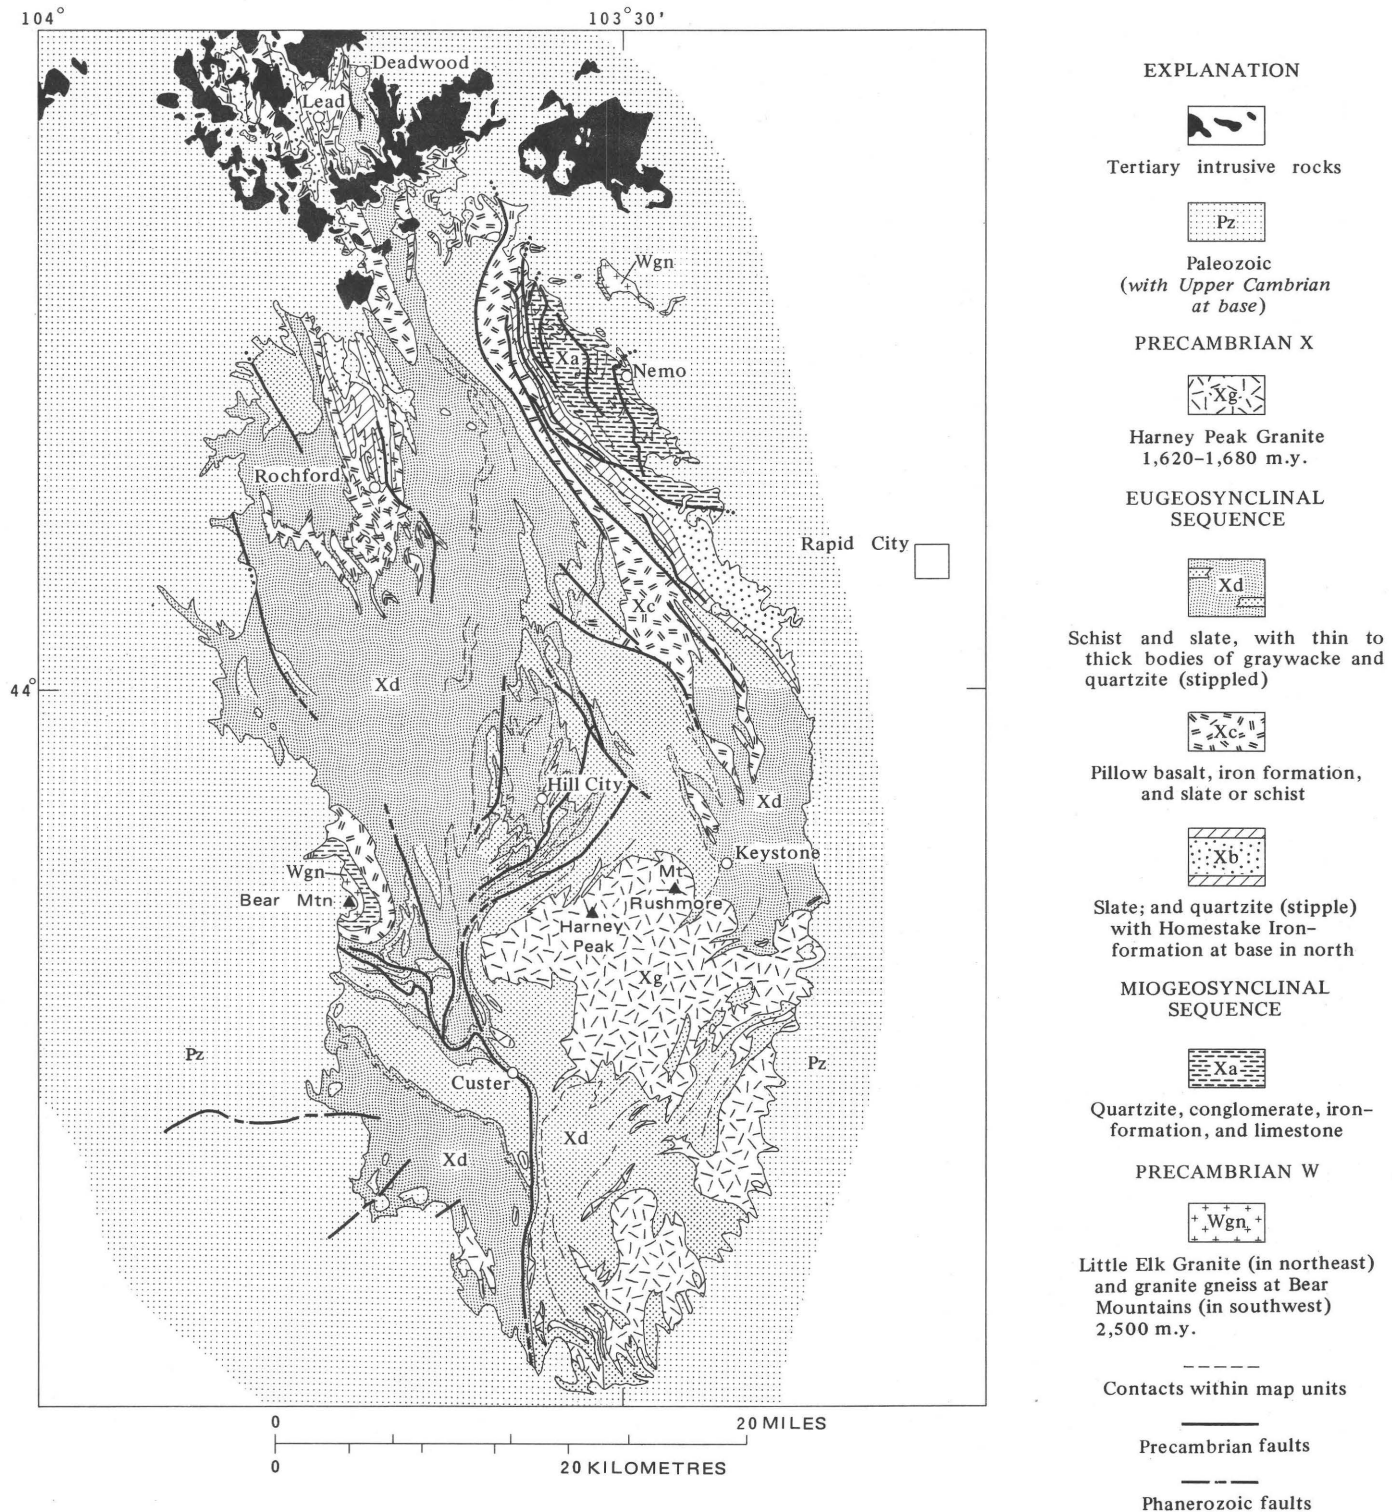 104°
103°30'
Deadwood
Lead
Wgn
Xa
Nemo
Rochford
Rapid City
Xc
44°
Xd
Hill City
Xd
Keystone
Wgn
Bear Mtn
Mt
Rushmore
Harney
Peak
Xg
Pz
Pz
Custer
Xd
Xd
0
20 MILES
0
20 KILOMETRES
EXPLANATION
Tertiary intrusive rocks
Pz
Paleozoic
(with Upper Cambrian
at base)
PRECAMBRIAN X
Xg
Harney Peak Granite
1,620–1,680 m.y.
EUGEOSYNCLINAL
SEQUENCE
Xd
Schist and slate, with thin to
thick bodies of graywacke and
quartzite (stippled)
Xc
Pillow basalt, iron formation,
and slate or schist
Xb
Slate; and quartzite (stipple)
with Homestake Iron-
formation at base in north
MIOGEOSYNCLINAL
SEQUENCE
Xa
Quartzite, conglomerate, iron-
formation, and limestone
PRECAMBRIAN W
Wgn
Little Elk Granite (in northeast)
and granite gneiss at Bear
Mountains (in southwest)
2,500 m.y.
Contacts within map units
Precambrian faults
Phanerozoic faults